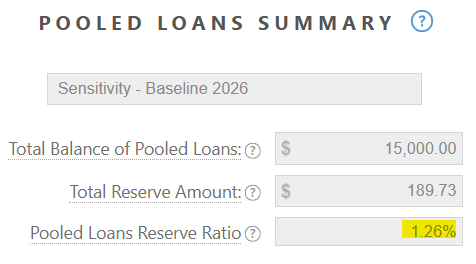 POOLED LOANS SUMMARY ?
Sensitivity - Baseline 2026
Total Balance of Pooled Loans: ? $ 15,000.00
Total Reserve Amount: ? $ 189.73
Pooled Loans Reserve Ratio ? 1.26%